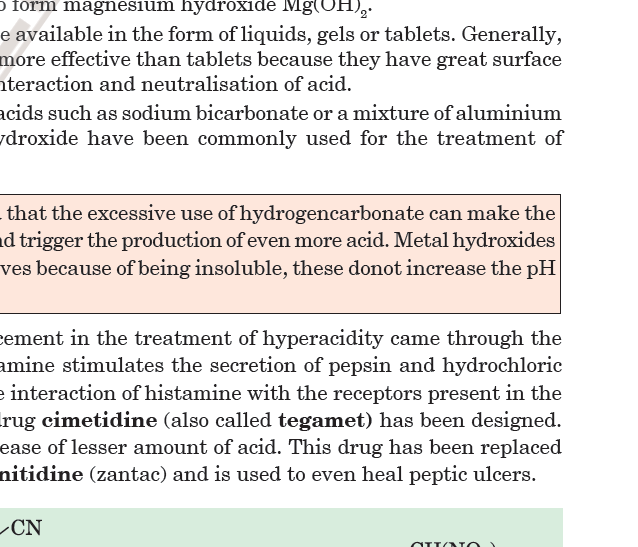 o form magnesium hydroxide Mg(OH)₂.
e available in the form of liquids, gels or tablets. Generally,
more effective than tablets because they have great surface
nteraction and neutralisation of acid.
acids such as sodium bicarbonate or a mixture of aluminium
ydroxide have been commonly used for the treatment of
that the excessive use of hydrogencarbonate can make the
nd trigger the production of even more acid. Metal hydroxides
ves because of being insoluble, these donot increase the pH
cement in the treatment of hyperacidity came through the
amine stimulates the secretion of pepsin and hydrochloric
e interaction of histamine with the receptors present in the
drug cimetidine (also called tegamet) has been designed.
ease of lesser amount of acid. This drug has been replaced
nitidine (zantac) and is used to even heal peptic ulcers.
CN